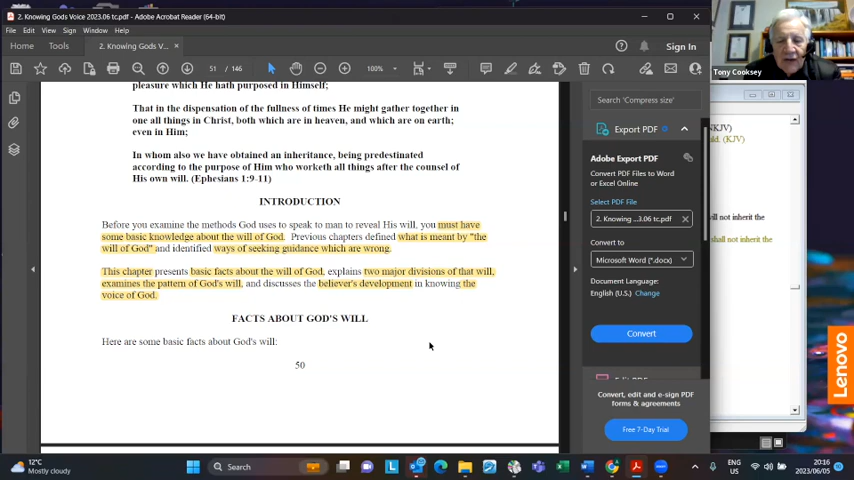 2. Knowing Gods Voice 2023.06 tc.pdf - Adobe Acrobat Reader (64-bit)
File Edit View Sign Window Help
Home Tools 2. Knowing Gods V... × Sign In
51 / 146 100%
Tony Cooksey
pleasure which He hath purposed in Himself;
That in the dispensation of the fullness of times He might gather together in
one all things in Christ, both which are in heaven, and which are on earth;
even in Him;
In whom also we have obtained an inheritance, being predestinated
according to the purpose of Him who worketh all things after the counsel of
His own will. (Ephesians 1:9-11)
INTRODUCTION
Before you examine the methods God uses to speak to man to reveal His will, you must have
some basic knowledge about the will of God. Previous chapters defined what is meant by "the
will of God" and identified ways of seeking guidance which are wrong.
This chapter presents basic facts about the will of God, explains two major divisions of that will,
examines the pattern of God's will, and discusses the believer's development in knowing the
voice of God.
FACTS ABOUT GOD'S WILL
Here are some basic facts about God's will:
50
Search 'Compress size'
Export PDF
Adobe Export PDF
Convert PDF Files to Word
or Excel Online
Select PDF File
2. Knowing ...3.06 tc.pdf ×
Convert to
Microsoft Word (*.docx)
Document Language:
English (U.S.) Change
Convert
Convert, edit and e-sign PDF
forms & agreements
Free 7-Day Trial
NKJV)
ild. (KJV)
will not inherit the
shall not inherit the
Lenovo
12°C
Mostly cloudy
Search
ENG
US
20:16
2023/06/05